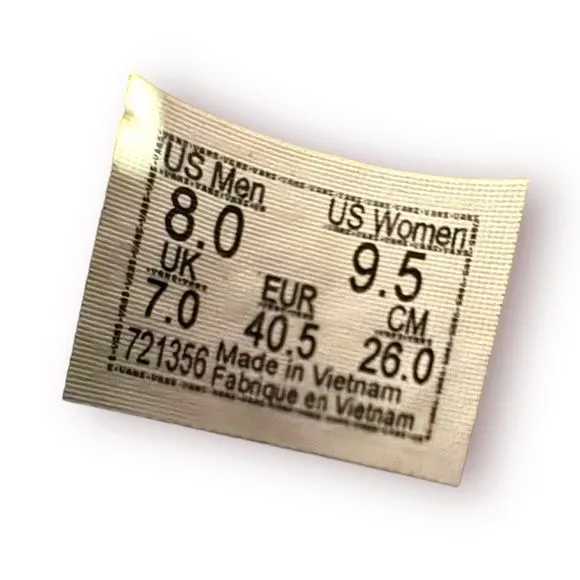 US Men
8.0
US Women
9.5
UK
7.0
EUR
40.5
CM
26.0
721356
Made in Vietnam
Fabrique en Vietnam